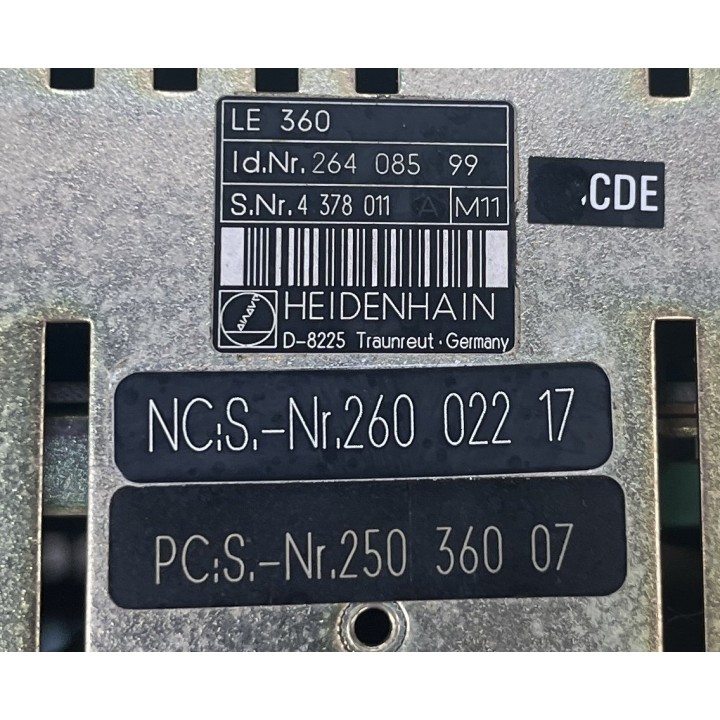 LE 360
Id.Nr. 264 085 99
S.Nr. 4 378 011 A M11
CDE
HEIDENHAIN
D-8225 Traunreut · Germany
NC:S.-Nr.260 022 17
PC:S.-Nr.250 360 07